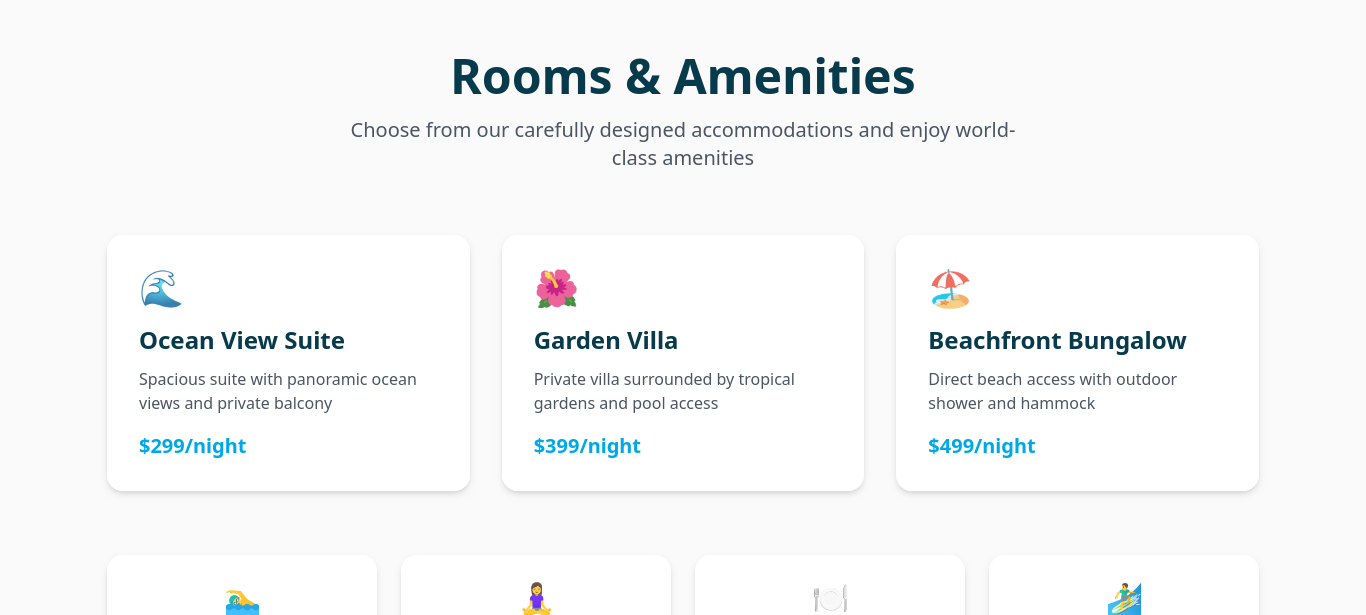 Rooms & Amenities
Choose from our carefully designed accommodations and enjoy world-
class amenities
Ocean View Suite
Spacious suite with panoramic ocean
views and private balcony
$299/night
Garden Villa
Private villa surrounded by tropical
gardens and pool access
$399/night
Beachfront Bungalow
Direct beach access with outdoor
shower and hammock
$499/night